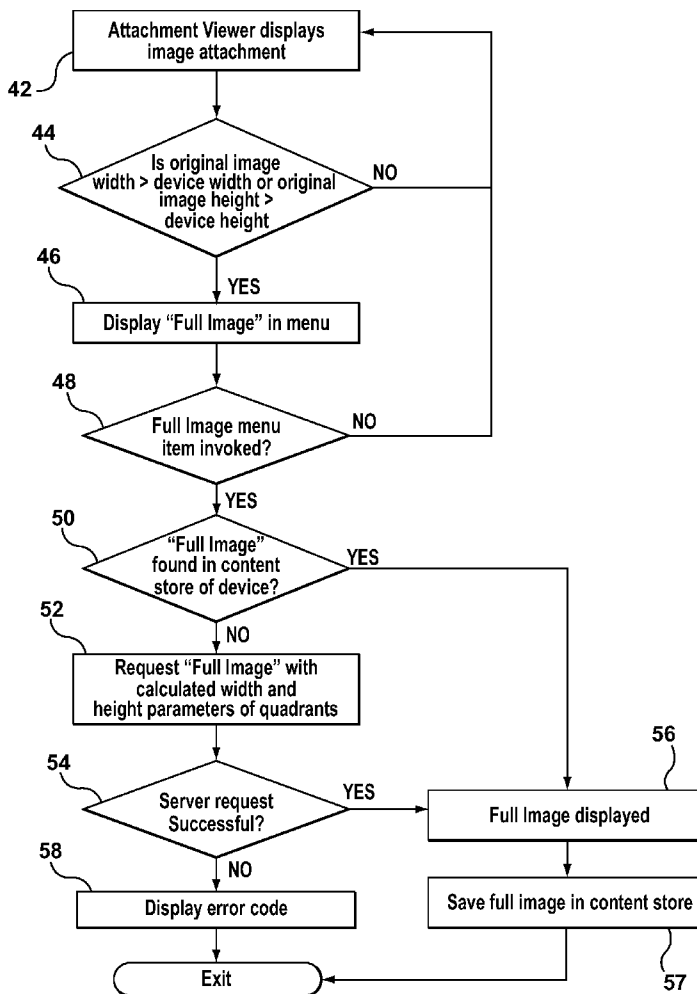 Attachment Viewer displays
image attachment
42
44
Is original image
width > device width or original
image height >
device height
NO
YES
46
Display “Full Image” in menu
48
Full Image menu
item invoked?
NO
YES
50
“Full Image”
found in content
store of device?
YES
NO
52
Request “Full Image” with
calculated width and
height parameters of quadrants
54
Server request
Successful?
YES
NO
56
Full Image displayed
58
Display error code
Save full image in content store
57
Exit